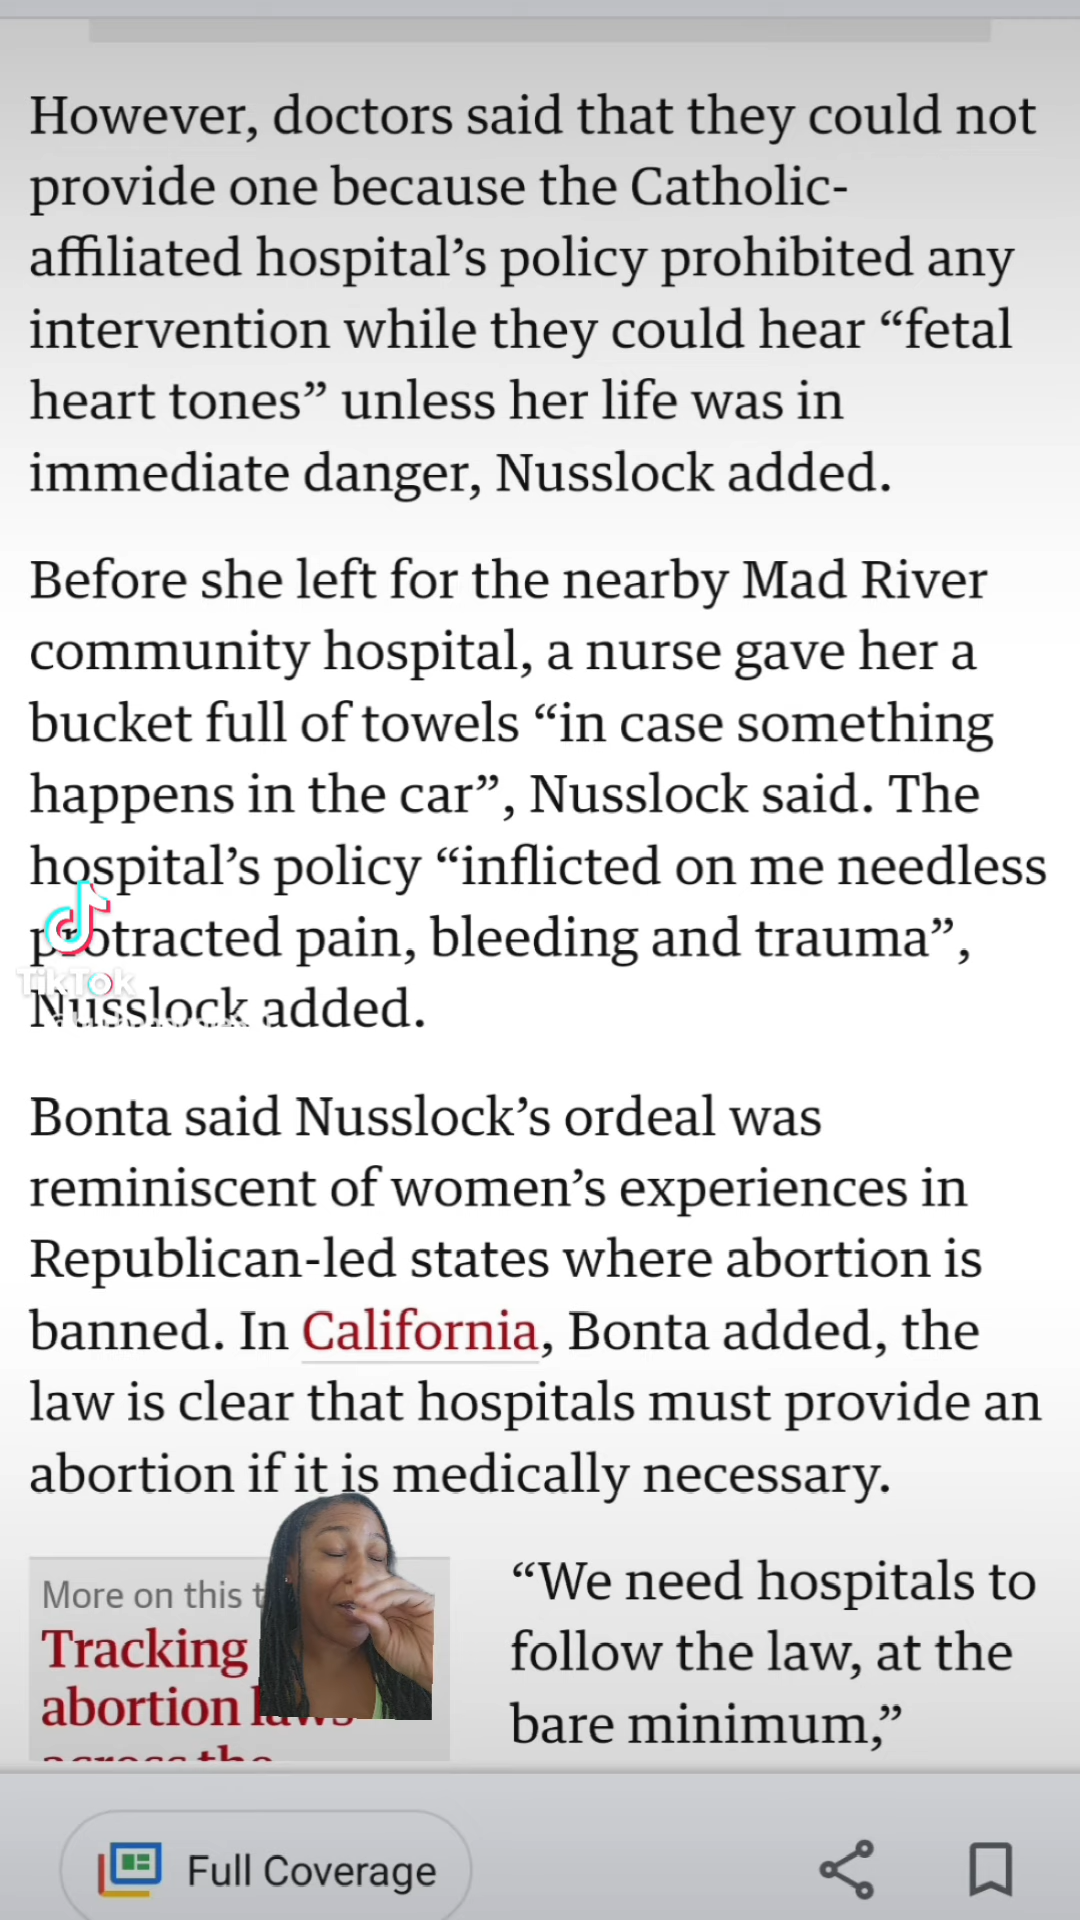 However, doctors said that they could not
provide one because the Catholic-
affiliated hospital’s policy prohibited any
intervention while they could hear “fetal
heart tones” unless her life was in
immediate danger, Nusslock added.
Before she left for the nearby Mad River
community hospital, a nurse gave her a
bucket full of towels “in case something
happens in the car”, Nusslock said. The
hospital’s policy “inflicted on me needless
protracted pain, bleeding and trauma”,
TikTok
Nusslock added.
Bonta said Nusslock’s ordeal was
reminiscent of women’s experiences in
Republican-led states where abortion is
banned. In California, Bonta added, the
law is clear that hospitals must provide an
abortion if it is medically necessary.
More on this
Tracking
abortion laws
across the
“We need hospitals to
follow the law, at the
bare minimum,”
Full Coverage